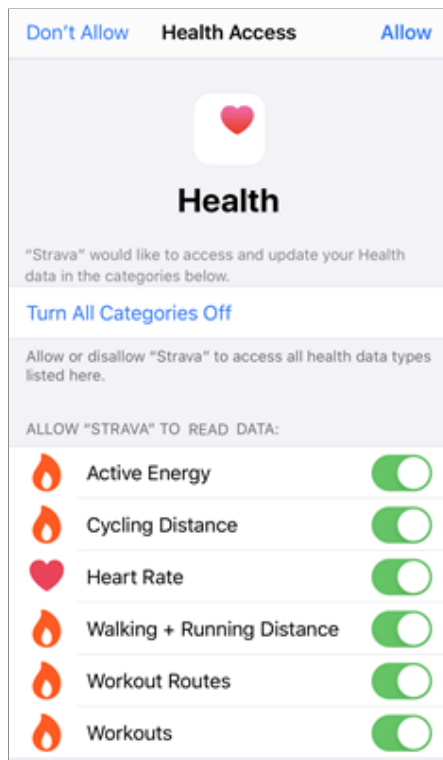 Don't Allow Health Access Allow
Health
"Strava" would like to access and update your Health
data in the categories below.
Turn All Categories Off
Allow or disallow "Strava" to access all health data types
listed here.
ALLOW "STRAVA" TO READ DATA:
Active Energy
Cycling Distance
Heart Rate
Walking + Running Distance
Workout Routes
Workouts